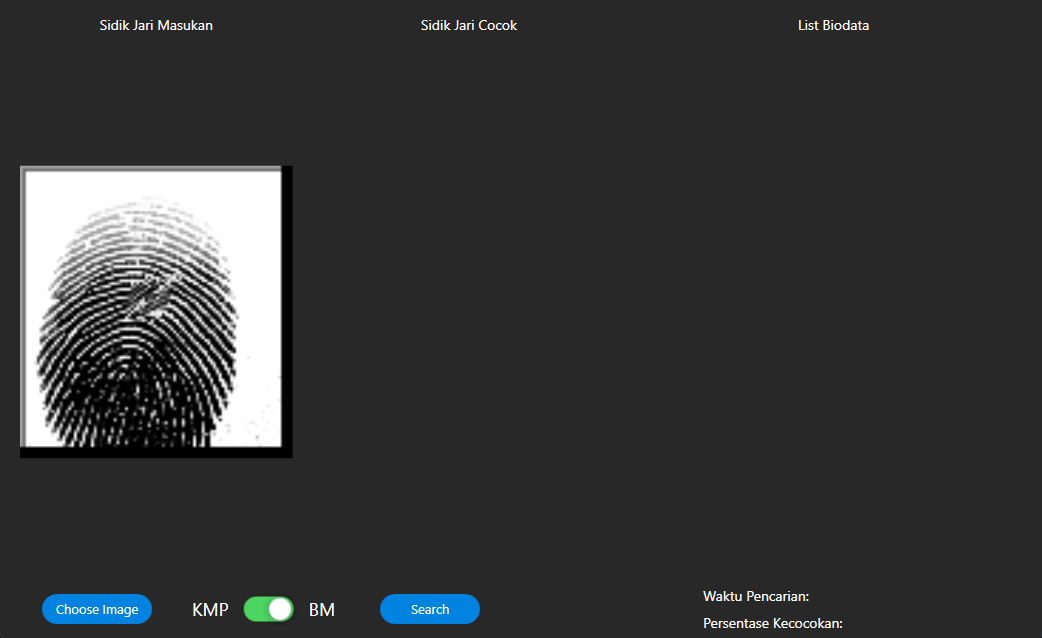 Sidik Jari Masukan
Sidik Jari Cocok
List Biodata
Choose Image
KMP
BM
Search
Waktu Pencarian:
Persentase Kecocokan: